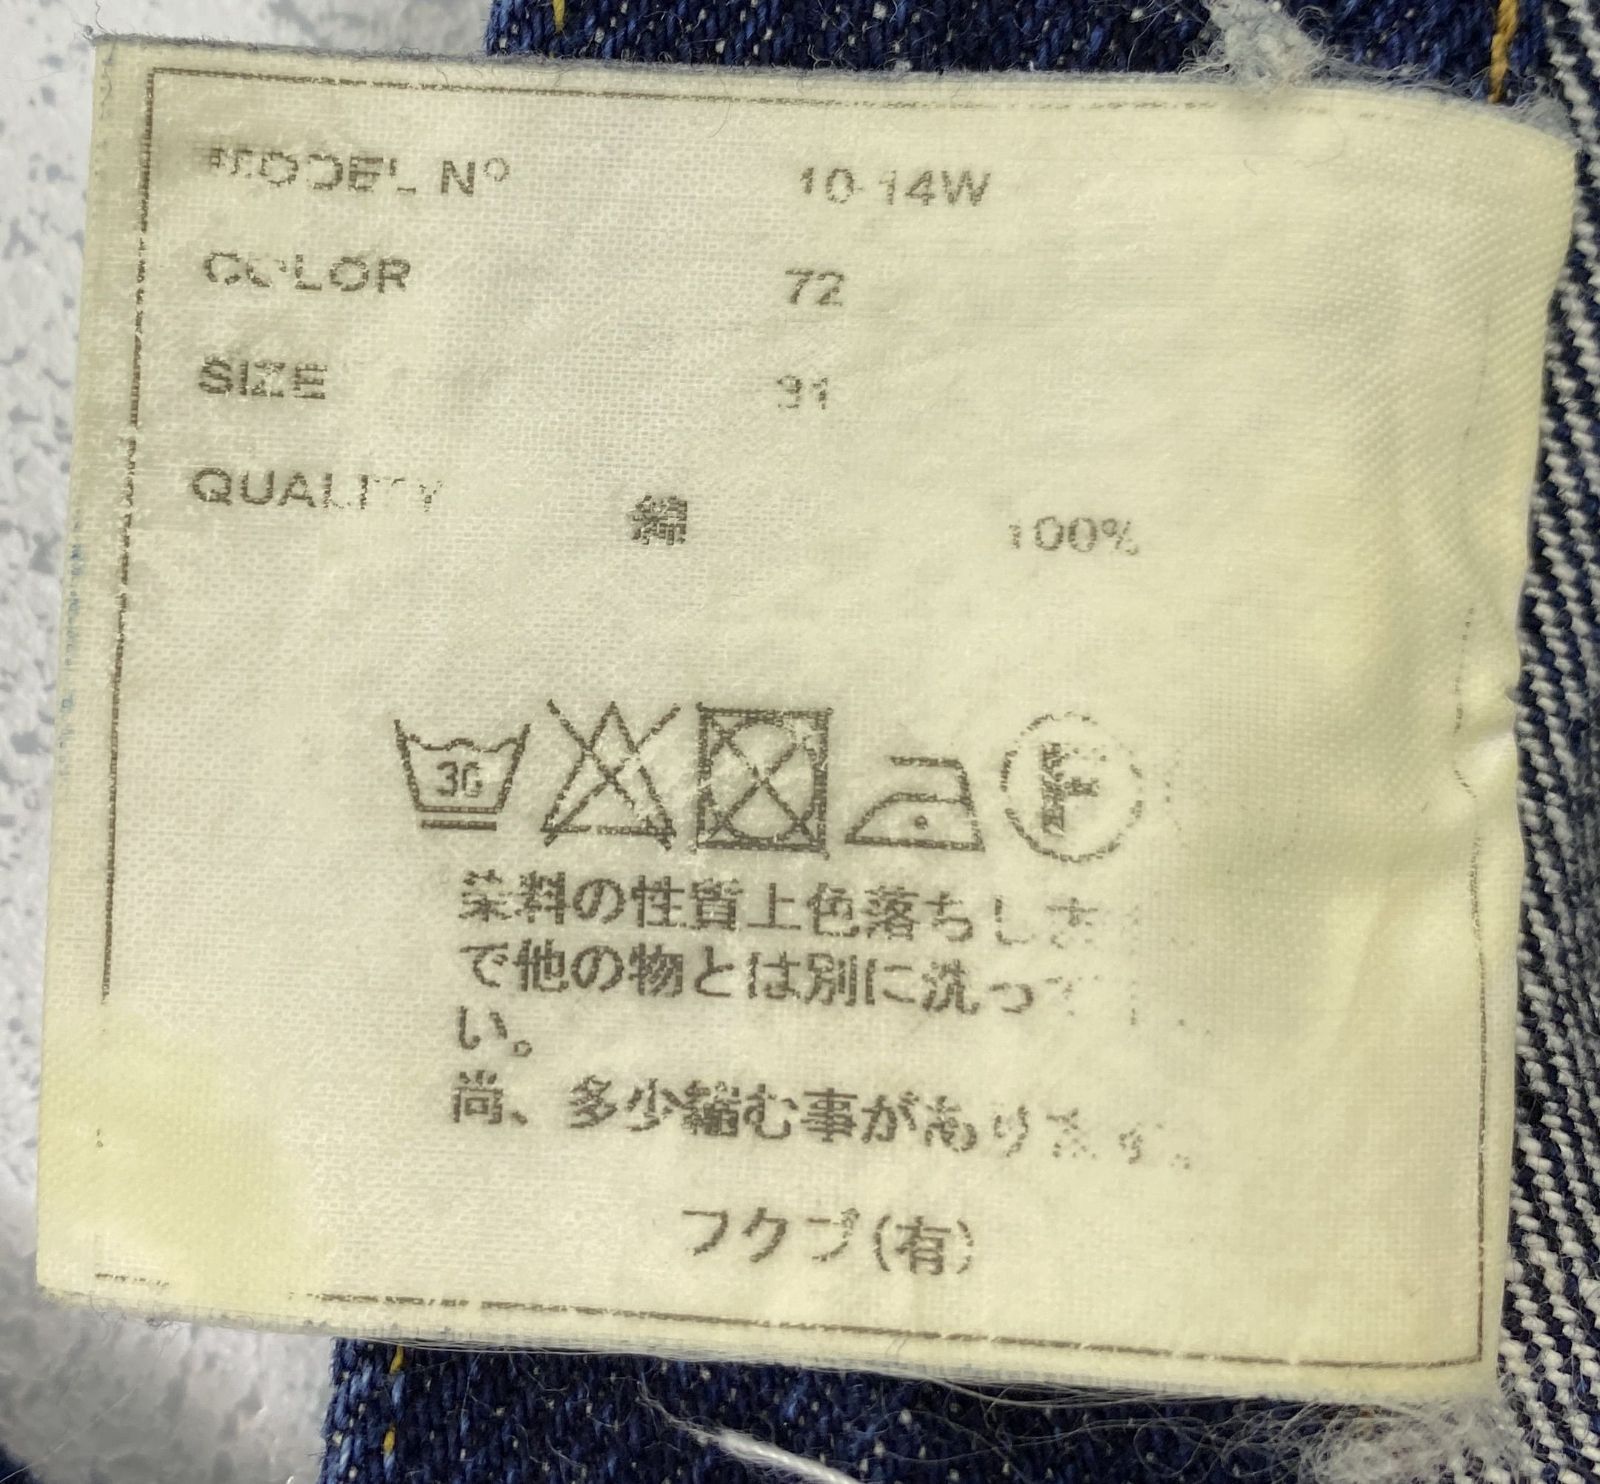 MODEL Nº 10-14W
COLOR 72
SIZE 31
QUALITY
綿 100%
30
F
染料の性質上色落ちしま
で他の物とは別に洗っ
い。
尚、多少縮む事があります。
フクプ(有)